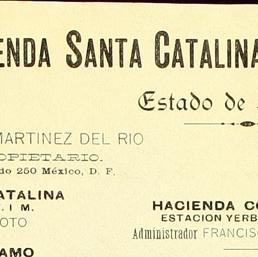 ENDA SANTA CATALINA
Estado de
MARTINEZ DEL RIO
OPIETARIO.
do 250 México, D. F.
ATALINA
. I M.
OTO
AMO
HACIENDA CO
ESTACION YERB
Administrador FRANCISC